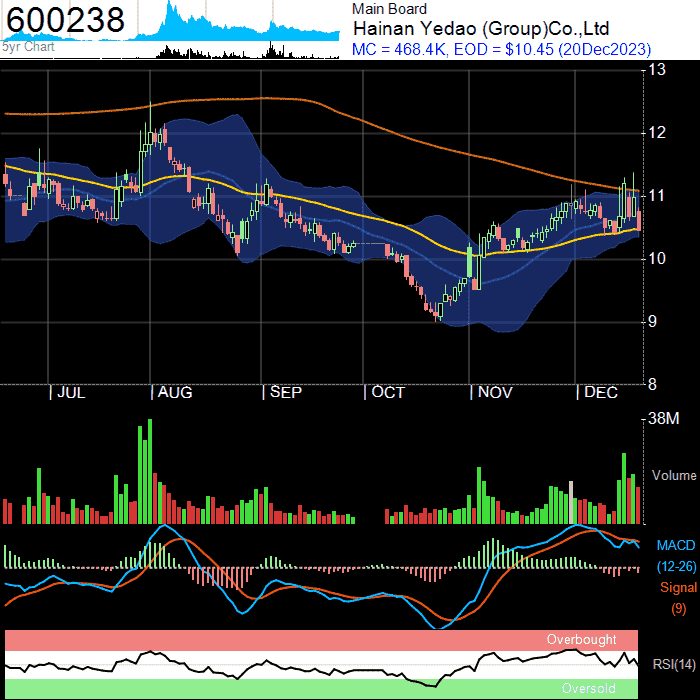 600238
Main Board
Hainan Yedao (Group)Co.,Ltd
5yr Chart
MC = 468.4K, EOD = $10.45 (20Dec2023)
13
12
11
10
9
8
JUL
AUG
SEP
OCT
NOV
DEC
38M
Volume
MACD
(12-26)
Signal
(9)
Overbought
RSI(14)
Oversold